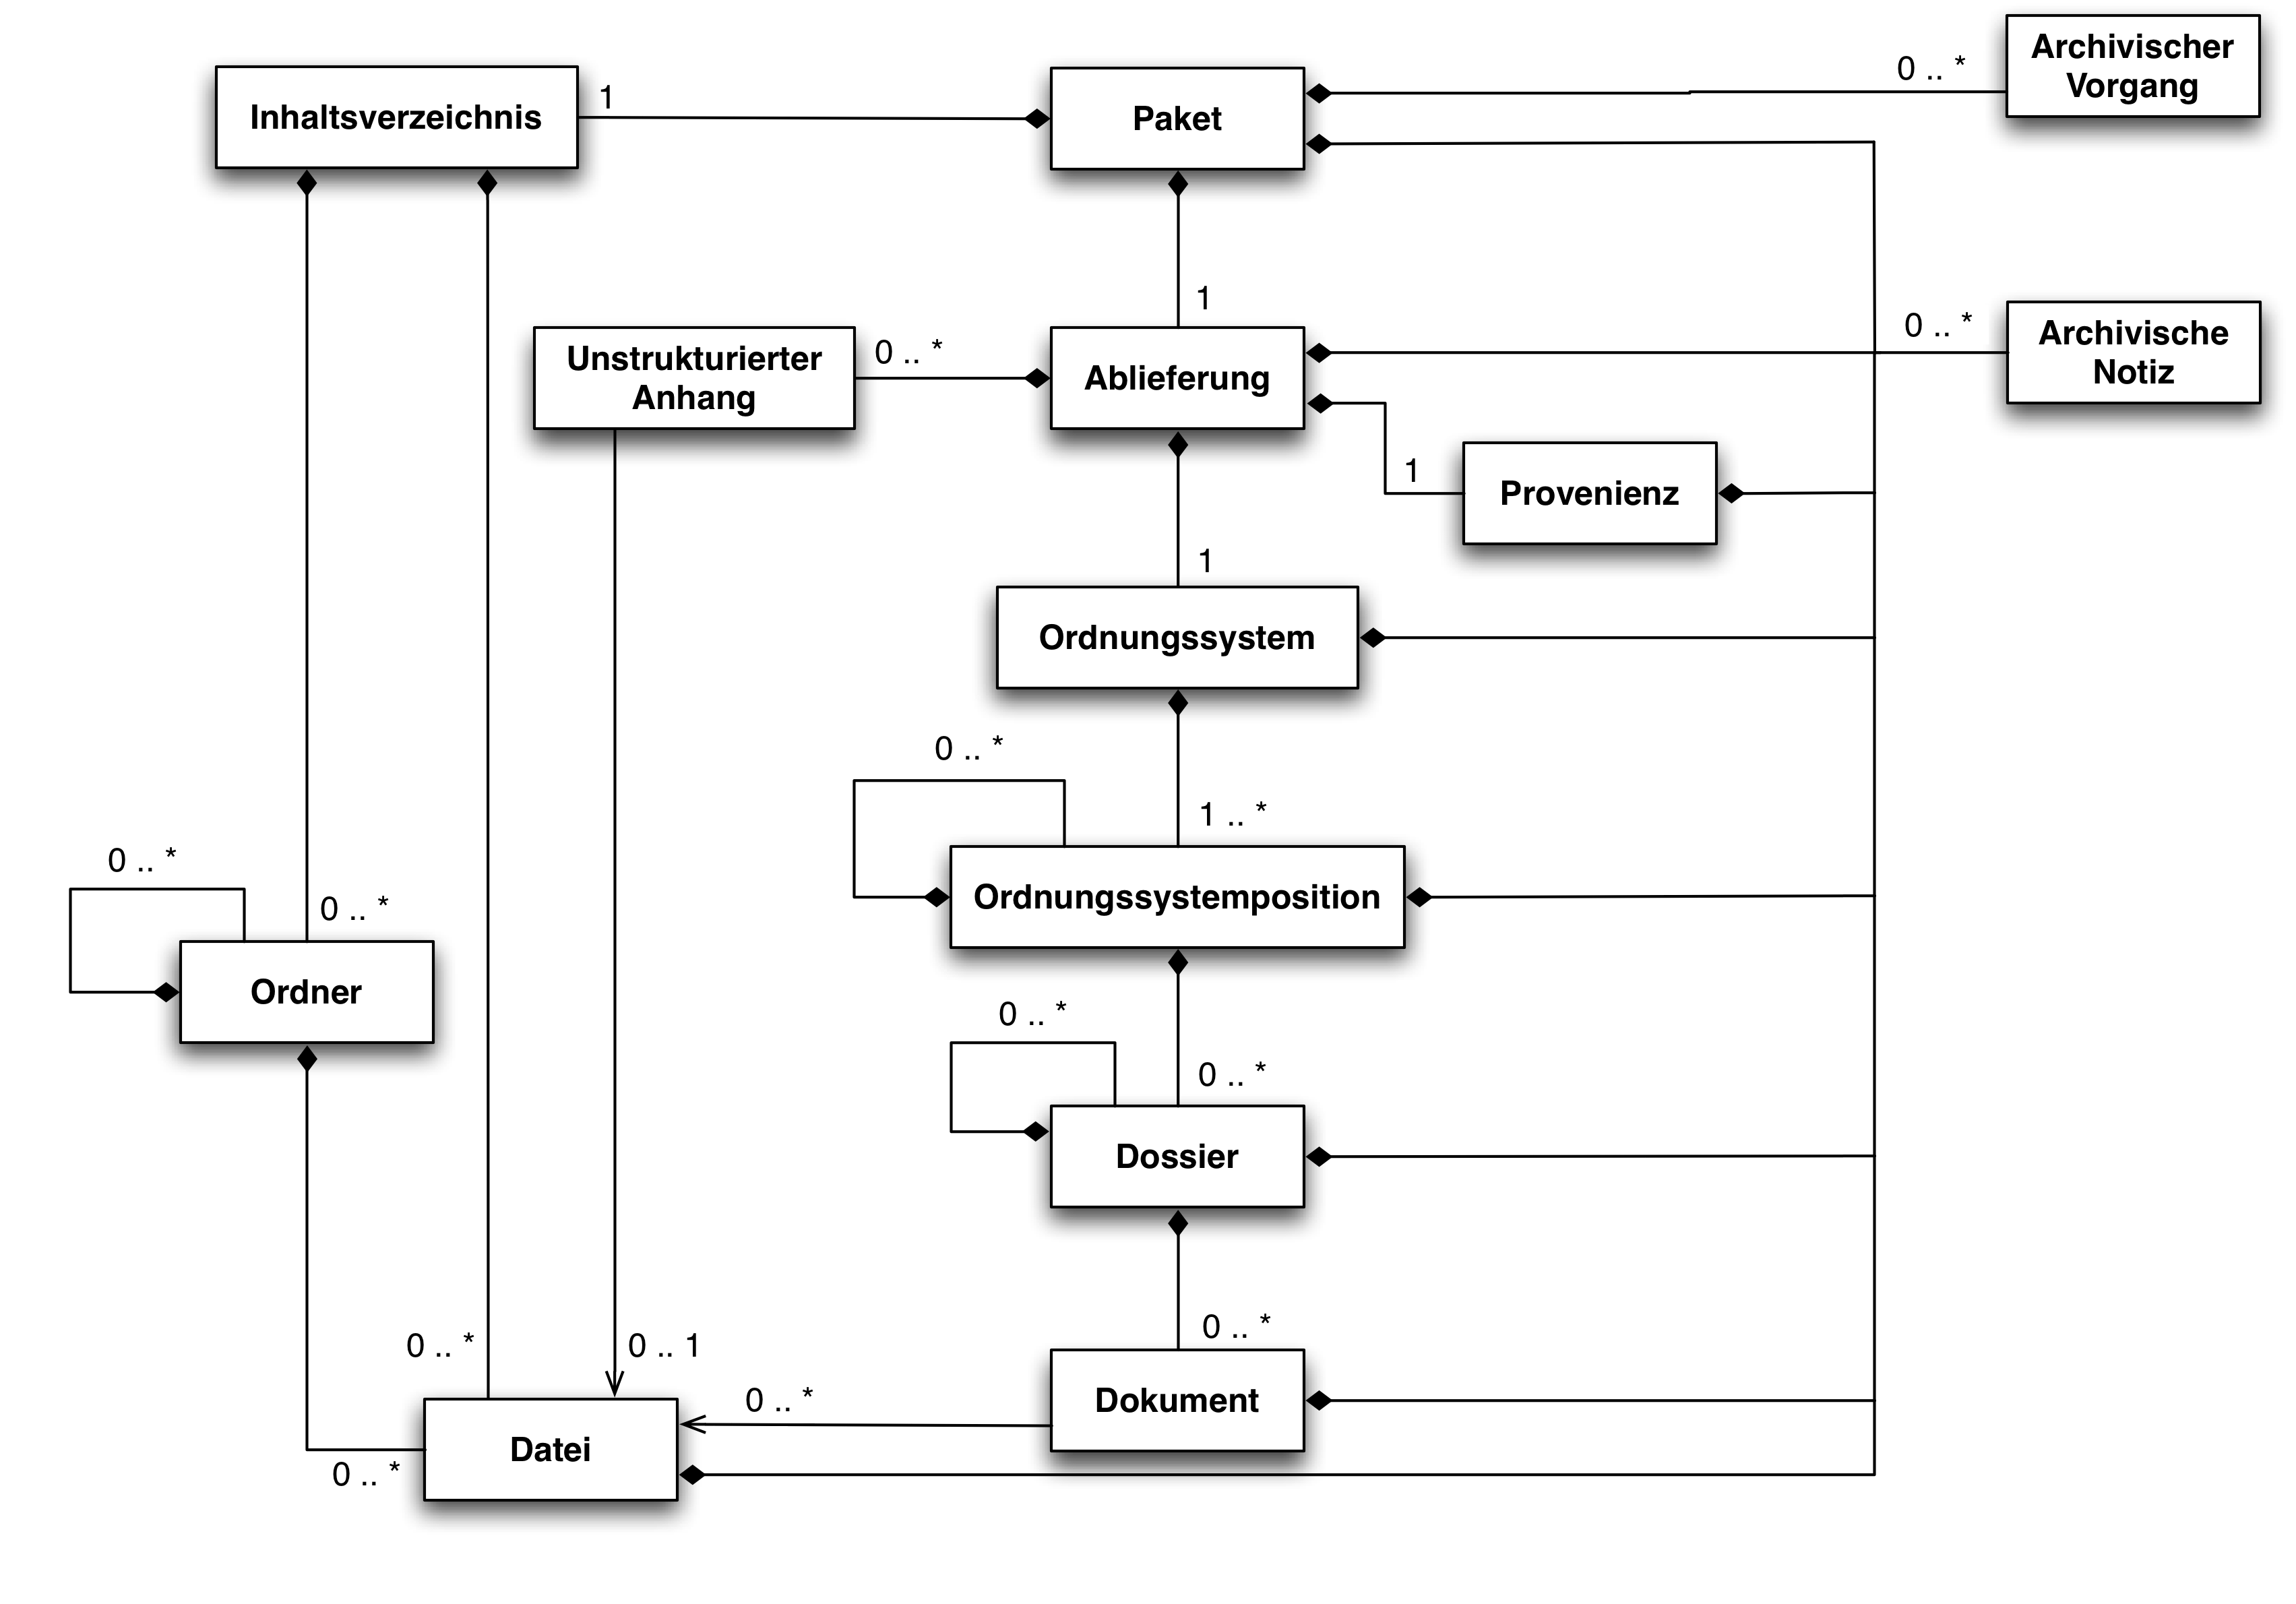 Archivischer
Vorgang
0 .. *
Inhaltsverzeichnis
1
Paket
1
Unstrukturierter
Anhang
0 .. *
Ablieferung
0 .. *
Archivische
Notiz
1
Provenienz
1
Ordnungssystem
0 .. *
1 .. *
0 .. *
Ordnungssystemposition
0 .. *
Ordner
0 .. *
0 .. *
Dossier
0 .. *
0 .. *
0 .. 1
0 .. *
Dokument
Datei
0 .. *